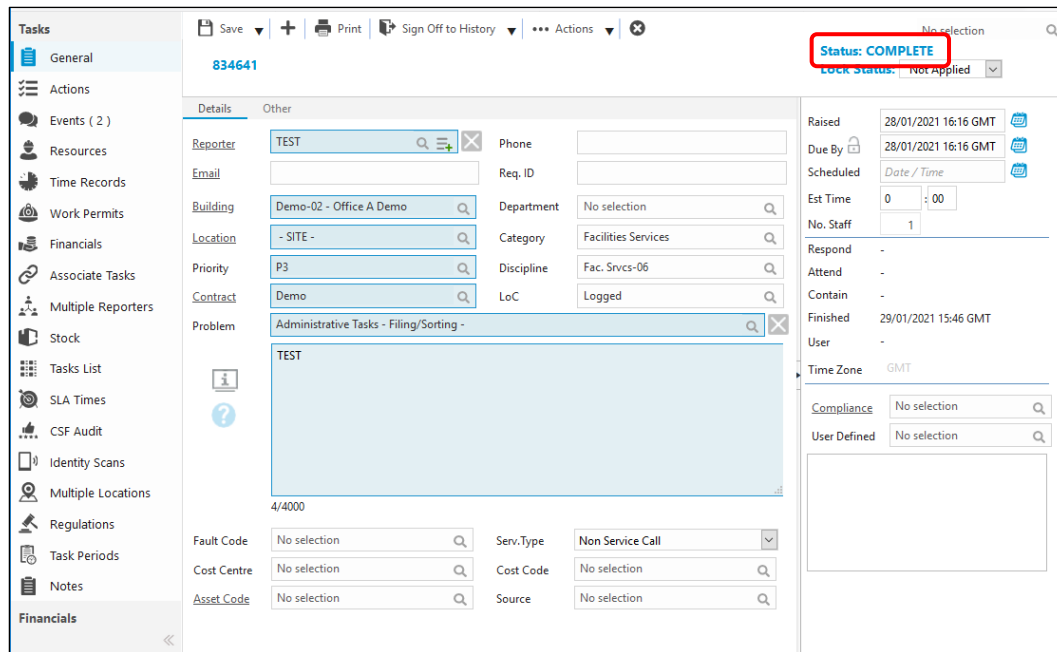 Tasks
General
Actions
Events ( 2 )
Resources
Time Records
Work Permits
Financials
Associate Tasks
Multiple Reporters
Stock
Tasks List
SLA Times
CSF Audit
Identity Scans
Multiple Locations
Regulations
Task Periods
Notes
Financials
Save Print Sign Off to History Actions
834641
No selection
Status: COMPLETE
Lock Status: Not Applied
Details Other
Reporter TEST Phone
Email Req. ID
Building Demo-02 - Office A Demo Department No selection
Location - SITE - Category Facilities Services
Priority P3 Discipline Fac. Srvcs-06
Contract Demo LoC Logged
Problem Administrative Tasks - Filing/Sorting -
TEST
4/4000
Fault Code No selection Serv.Type Non Service Call
Cost Centre No selection Cost Code No selection
Asset Code No selection Source No selection
Raised 28/01/2021 16:16 GMT
Due By 28/01/2021 16:16 GMT
Scheduled Date / Time
Est Time 0 : 00
No. Staff 1
Respond -
Attend -
Contain -
Finished 29/01/2021 15:46 GMT
User -
Time Zone GMT
Compliance No selection
User Defined No selection